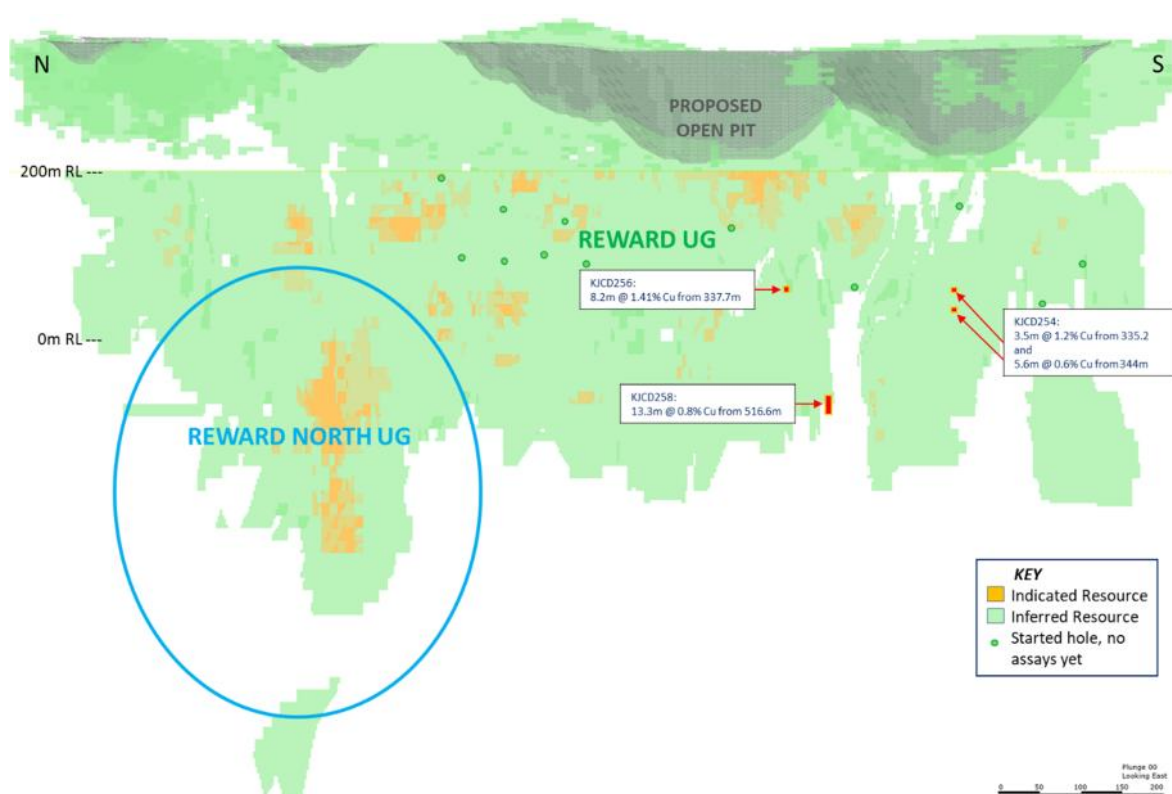 N
S
PROPOSED
OPEN PIT
200m RL ---
REWARD UG
KJCD256:
8.2m @ 1.41% Cu from 337.7m
KJCD254:
3.5m @ 1.2% Cu from 335.2
and
5.6m @ 0.6% Cu from 344m
0m RL ---
KJCD258:
13.3m @ 0.8% Cu from 516.6m
REWARD NORTH UG
KEY
Indicated Resource
Inferred Resource
Started hole, no
assays yet
Plunge 00
Looking East
0 50 100 150 200